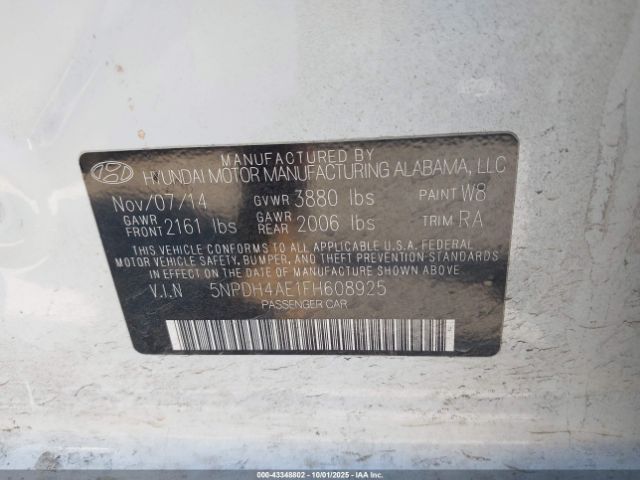 MANUFACTURED BY
HYUNDAI MOTOR MANUFACTURING ALABAMA, LLC
Nov/07/14 GVWR 3880 lbs PAINT W8
GAWR FRONT 2161 lbs GAWR REAR 2006 lbs TRIM RA
THIS VEHICLE CONFORMS TO ALL APPLICABLE U.S.A. FEDERAL
MOTOR VEHICLE SAFETY, BUMPER, AND THEFT PREVENTION
STANDARDS IN EFFECT ON THE DATE OF MANUFACTURE SHOWN ABOVE.
V.I.N 5NPDH4AE1FH608925
PASSENGER CAR
000-43348802 - 10/01/2025 - COPYRIGHT IAA, LLC.